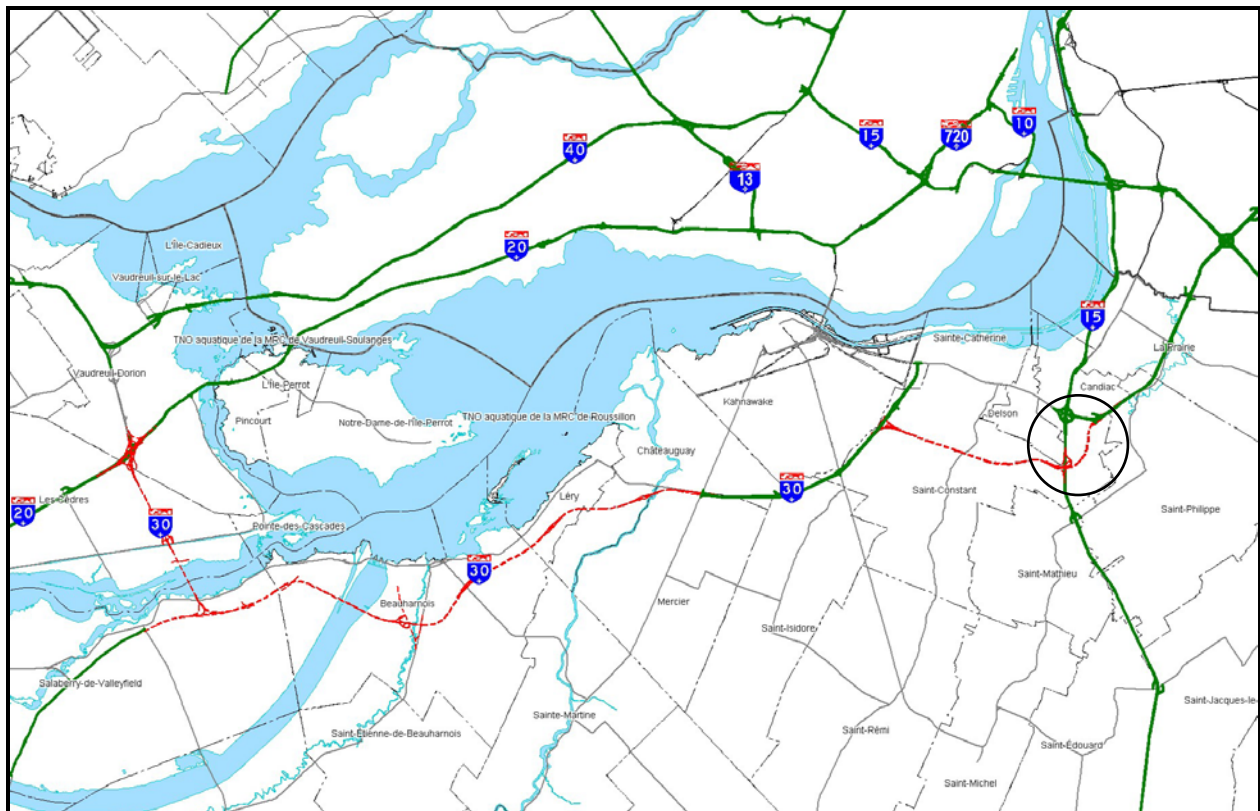 15
720
10
40
13
2
20
L'Île-Cadieux
Vaudreuil-sur-le-Lac
15
TNO aquatique de la MRC de Vaudreuil-Soulanges
Sainte-Catherine
La Prairie
Vaudreuil-Dorion
L'Île-Perrot
Candiac
Kahnawake
Delson
TNO aquatique de la MRC de Roussillon
Pincourt
Notre-Dame-de-l'Île-Perrot
Châteauguay
Les Cèdres
Léry
30
Saint-Constant
20
30
Pointe-des-Cascades
Saint-Philippe
30
Saint-Mathieu
Beauharnois
Mercier
Saint-Isidore
Salaberry-de-Valleyfield
Saint-Jacques-le-
Sainte-Martine
Saint-Étienne-de-Beauharnois
Saint-Rémi
Saint-Édouard
Saint-Michel